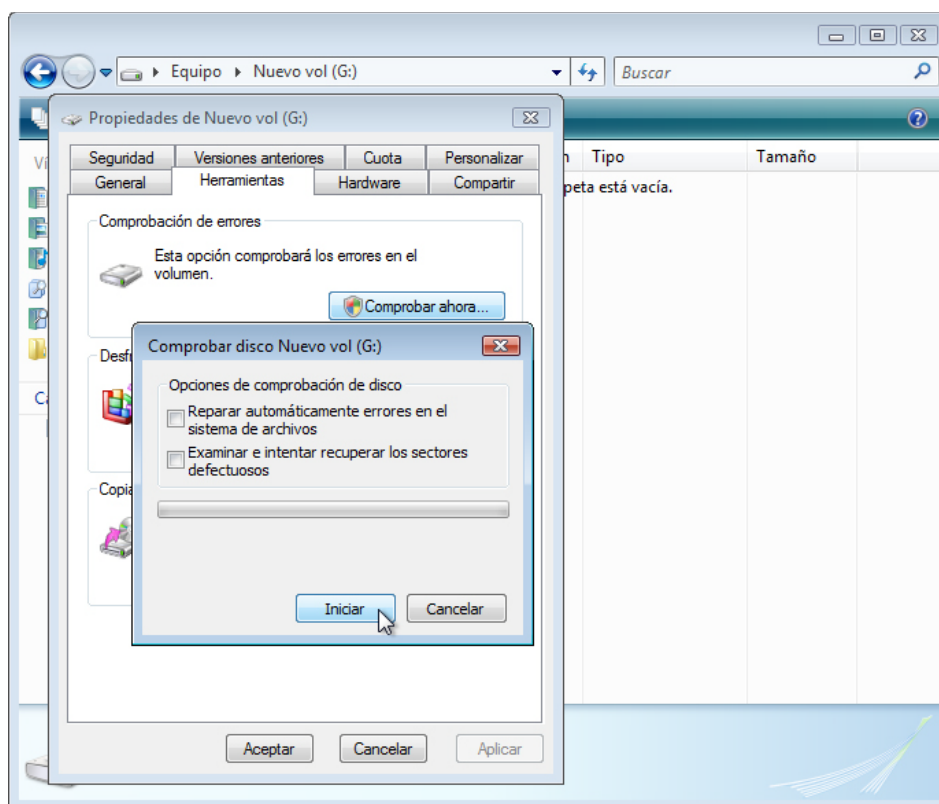 Equipo Nuevo vol (G:)
Buscar
Propiedades de Nuevo vol (G:)
Seguridad Versiones anteriores Cuota Personalizar
General Herramientas Hardware Compartir
Tipo Tamaño
está vacía.
Comprobación de errores
Esta opción comprobará los errores en el
volumen.
Comprobar ahora...
Comprobar disco Nuevo vol (G:)
Opciones de comprobación de disco
Reparar automáticamente errores en el
sistema de archivos
Examinar e intentar recuperar los sectores
defectuosos
Iniciar Cancelar
Aceptar Cancelar Aplicar